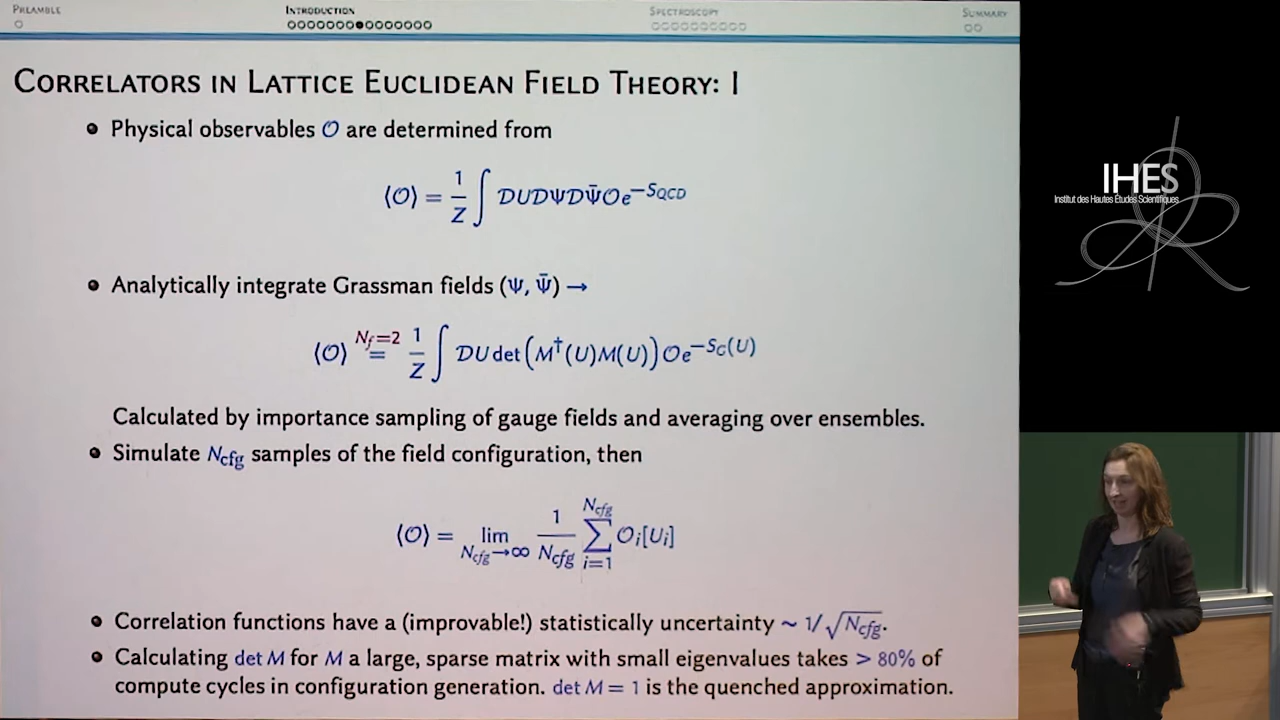 PREAMBLE
INTRODUCTION
SPECTROSCOPY
SUMMARY
CORRELATORS IN LATTICE EUCLIDEAN FIELD THEORY: I
• Physical observables 𝒪 are determined from
⟨𝒪⟩ = 1/Z ∫ 𝒟U𝒟Ψ𝒟Ψ̄𝒪e^{−S_{QCD}}
• Analytically integrate Grassman fields (Ψ, Ψ̄) →
⟨𝒪⟩ N_f=2 = 1/Z ∫ 𝒟U det(M†(U)M(U))𝒪e^{−S_G(U)}
Calculated by importance sampling of gauge fields and averaging over ensembles.
• Simulate N_cfg samples of the field configuration, then
⟨𝒪⟩ = lim_{N_cfg→∞} 1/N_cfg ∑_{i=1}^{N_cfg} 𝒪_i[U_i]
• Correlation functions have a (improvable!) statistically uncertainty ~ 1/√N_cfg.
• Calculating det M for M a large, sparse matrix with small eigenvalues takes > 80% of
compute cycles in configuration generation. det M = 1 is the quenched approximation.
IHES
Institut des Hautes Études Scientifiques